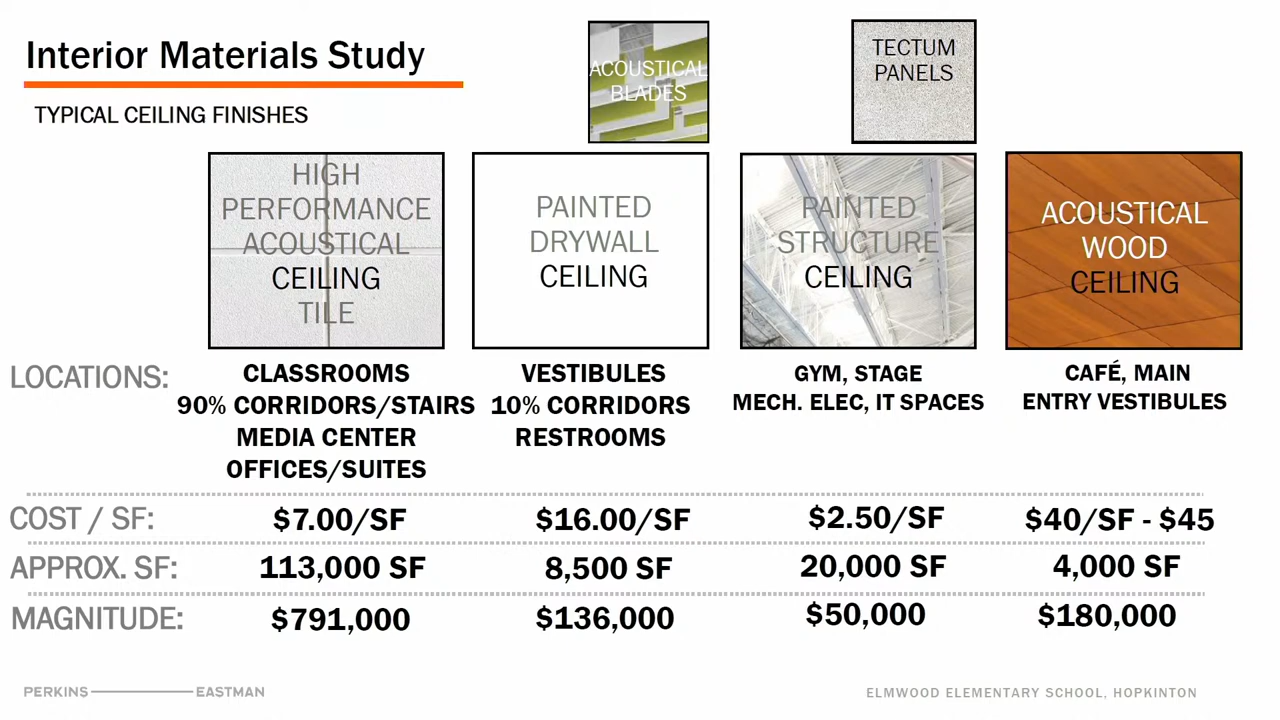 Interior Materials Study
TYPICAL CEILING FINISHES
ACOUSTICAL
BLADES
TECTUM
PANELS
HIGH
PERFORMANCE
ACOUSTICAL
CEILING
TILE
PAINTED
DRYWALL
CEILING
PAINTED
STRUCTURE
CEILING
ACOUSTICAL
WOOD
CEILING
LOCATIONS:
CLASSROOMS
90% CORRIDORS/STAIRS
MEDIA CENTER
OFFICES/SUITES
VESTIBULES
10% CORRIDORS
RESTROOMS
GYM, STAGE
MECH. ELEC, IT SPACES
CAFÉ, MAIN
ENTRY VESTIBULES
COST / SF: $7.00/SF $16.00/SF $2.50/SF $40/SF - $45
APPROX. SF: 113,000 SF 8,500 SF 20,000 SF 4,000 SF
MAGNITUDE: $791,000 $136,000 $50,000 $180,000
PERKINS EASTMAN
ELMWOOD ELEMENTARY SCHOOL, HOPKINTON